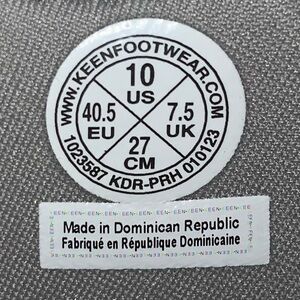 WWW.KEENFOOTWEAR.COM
10
US
40.5
EU
7.5
UK
27
CM
1023587 KDR-PRH 010123
Made in Dominican Republic
Fabriqué en République Dominicaine